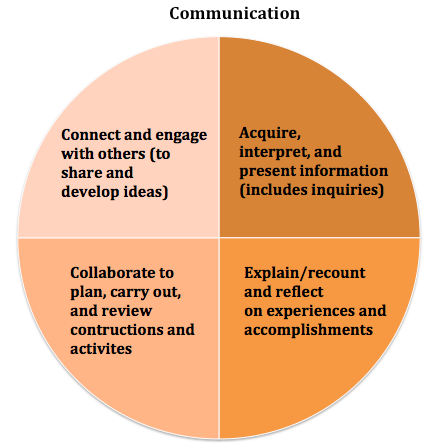 Communication
Connect and engage
with others (to
share and
develop ideas)
Acquire,
interpret, and
present information
(includes inquiries)
Collaborate to
plan, carry out,
and review
contructions and
activites
Explain/recount
and reflect
on experiences and
accomplishments